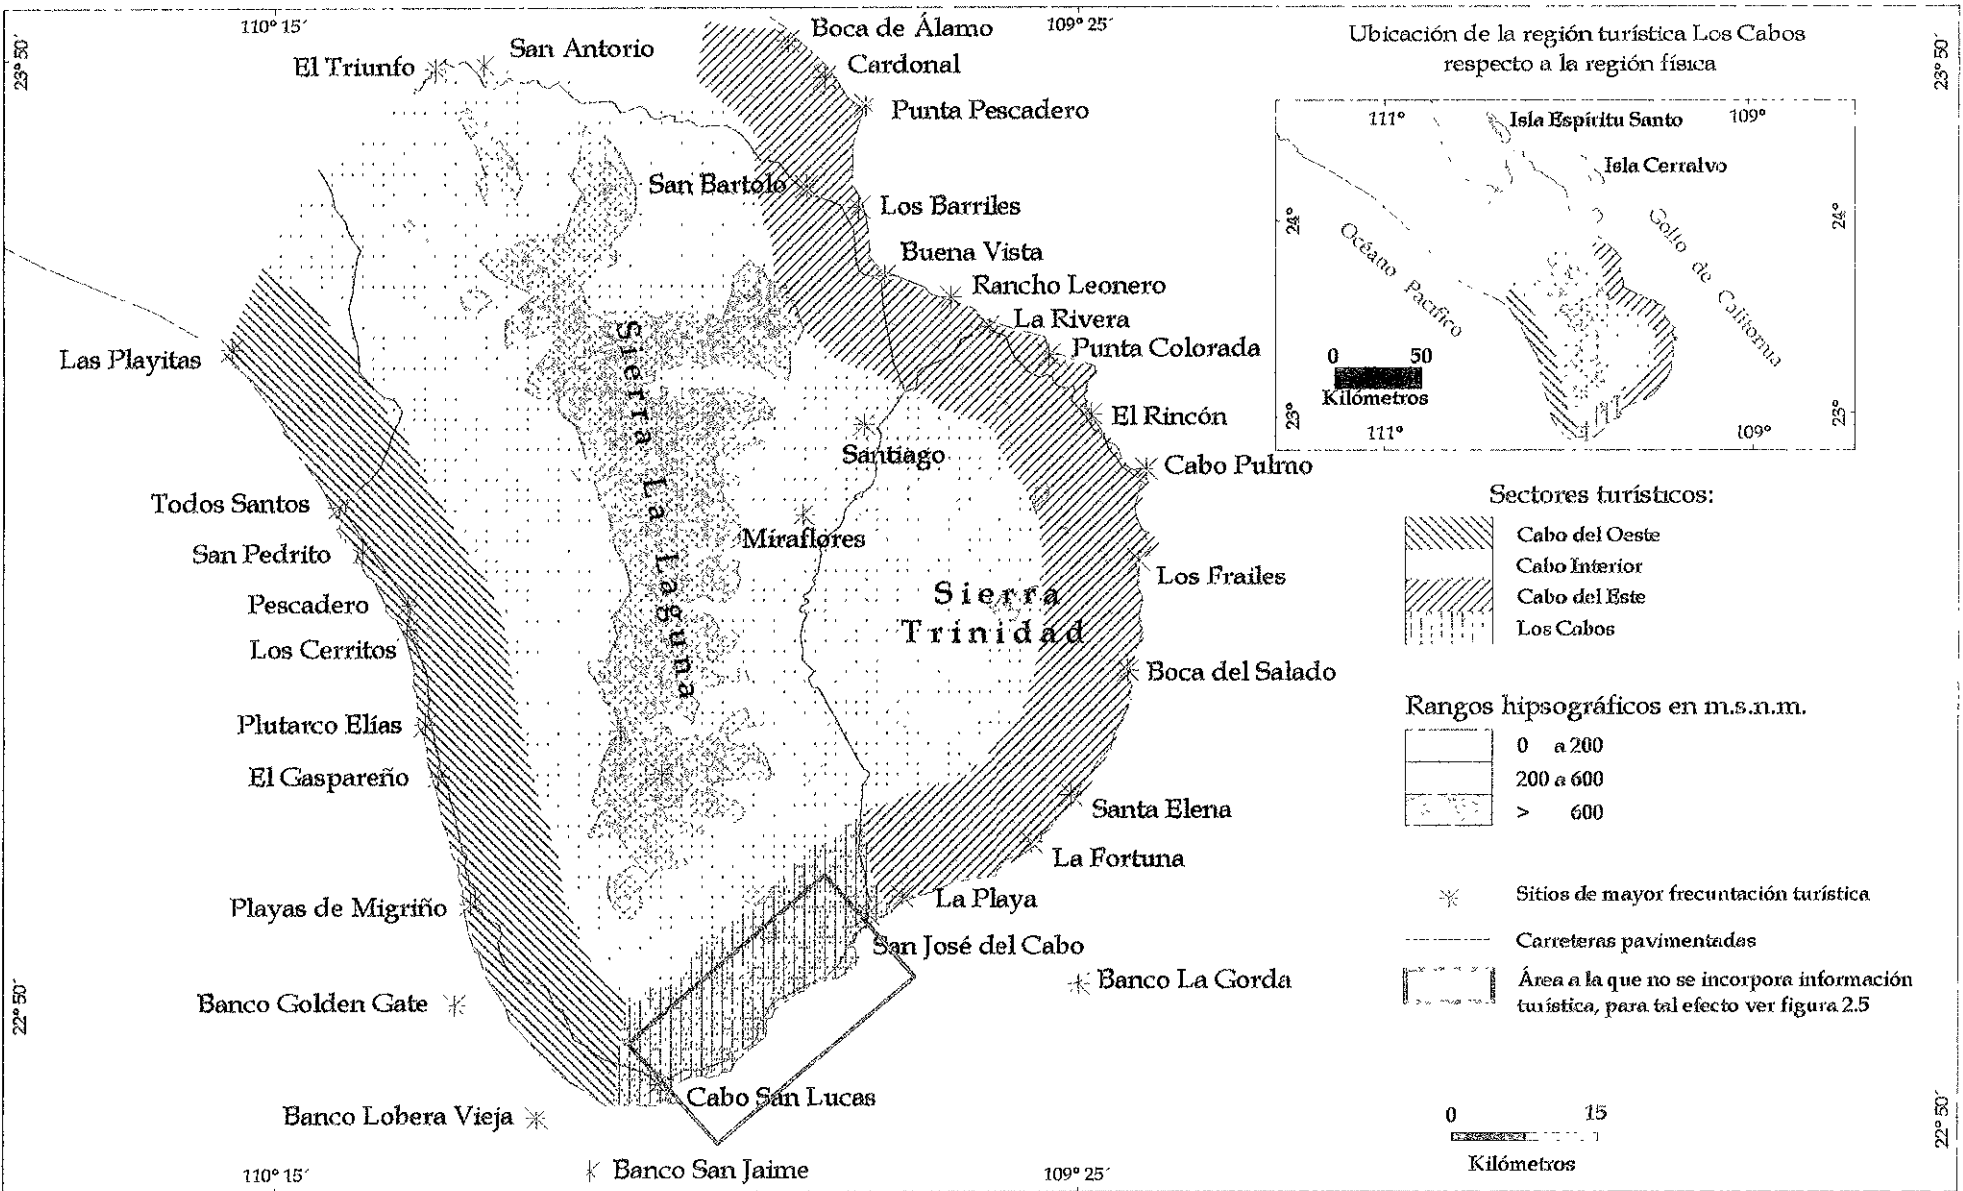 110° 15´
109° 25´
23° 50´
23° 50´
Boca de Álamo
San Antorio
El Triunfo
Cardonal
Punta Pescadero
San Bartolo
Los Barriles
Buena Vista
Rancho Leonero
La Rivera
Punta Colorada
Las Playitas
El Rincón
Santiago
Cabo Pulmo
Todos Santos
Miraflores
San Pedrito
Los Frailes
Sierra La Laguna
Sierra
Trinidad
Pescadero
Los Cerritos
Boca del Salado
Plutarco Elías
El Gaspareño
Santa Elena
La Fortuna
La Playa
Playas de Migriño
San José del Cabo
Banco La Gorda
Banco Golden Gate
Cabo San Lucas
Banco Lobera Vieja
Banco San Jaime
22° 50´
22° 50´
110° 15´
109° 25´
Ubicación de la región turística Los Cabos
respecto a la región física
111°
109°
Isla Espíritu Santo
Isla Cerralvo
24°
24°
Océano Pacífico
Golfo de California
0 50
Kilómetros
23°
23°
111°
109°
Sectores turísticos:
Cabo del Oeste
Cabo Interior
Cabo del Este
Los Cabos
Rangos hipsográficos en m.s.n.m.
0 a 200
200 a 600
> 600
Sitios de mayor frecuntación turística
Carreteras pavimentadas
Área a la que no se incorpora información
turística, para tal efecto ver figura 2.5
0 15
Kilómetros